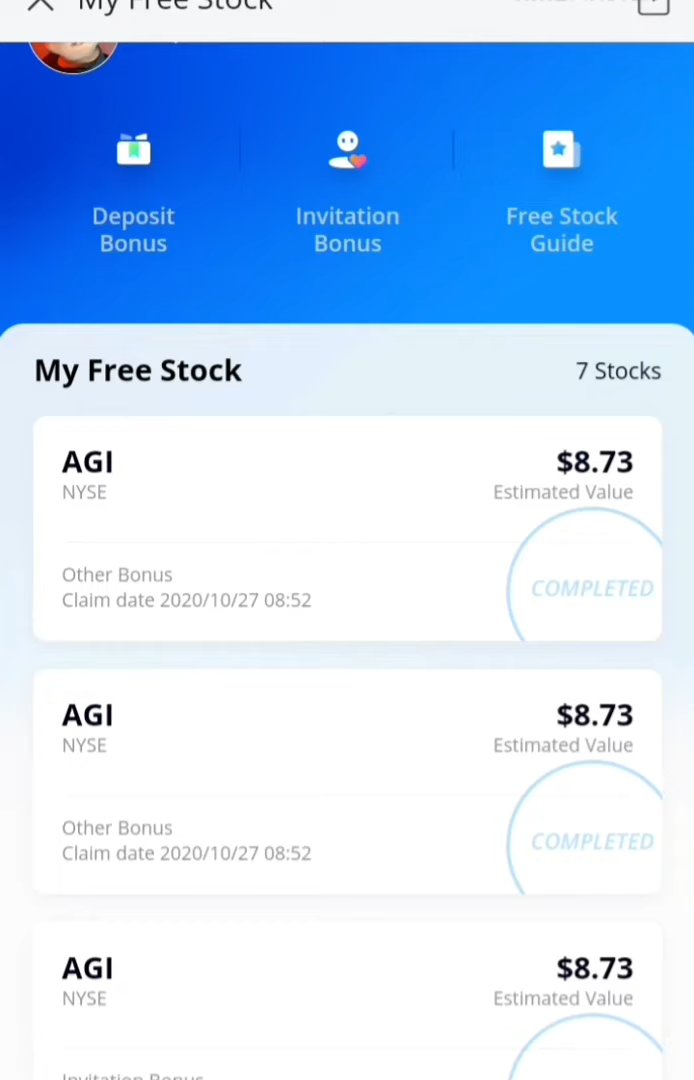 My Free Stock
Deposit Bonus
Invitation Bonus
Free Stock Guide
My Free Stock
7 Stocks
AGI
$8.73
NYSE
Estimated Value
Other Bonus
Claim date 2020/10/27 08:52
COMPLETED
AGI
$8.73
NYSE
Estimated Value
Other Bonus
Claim date 2020/10/27 08:52
COMPLETED
AGI
$8.73
NYSE
Estimated Value
Invitation Bonus